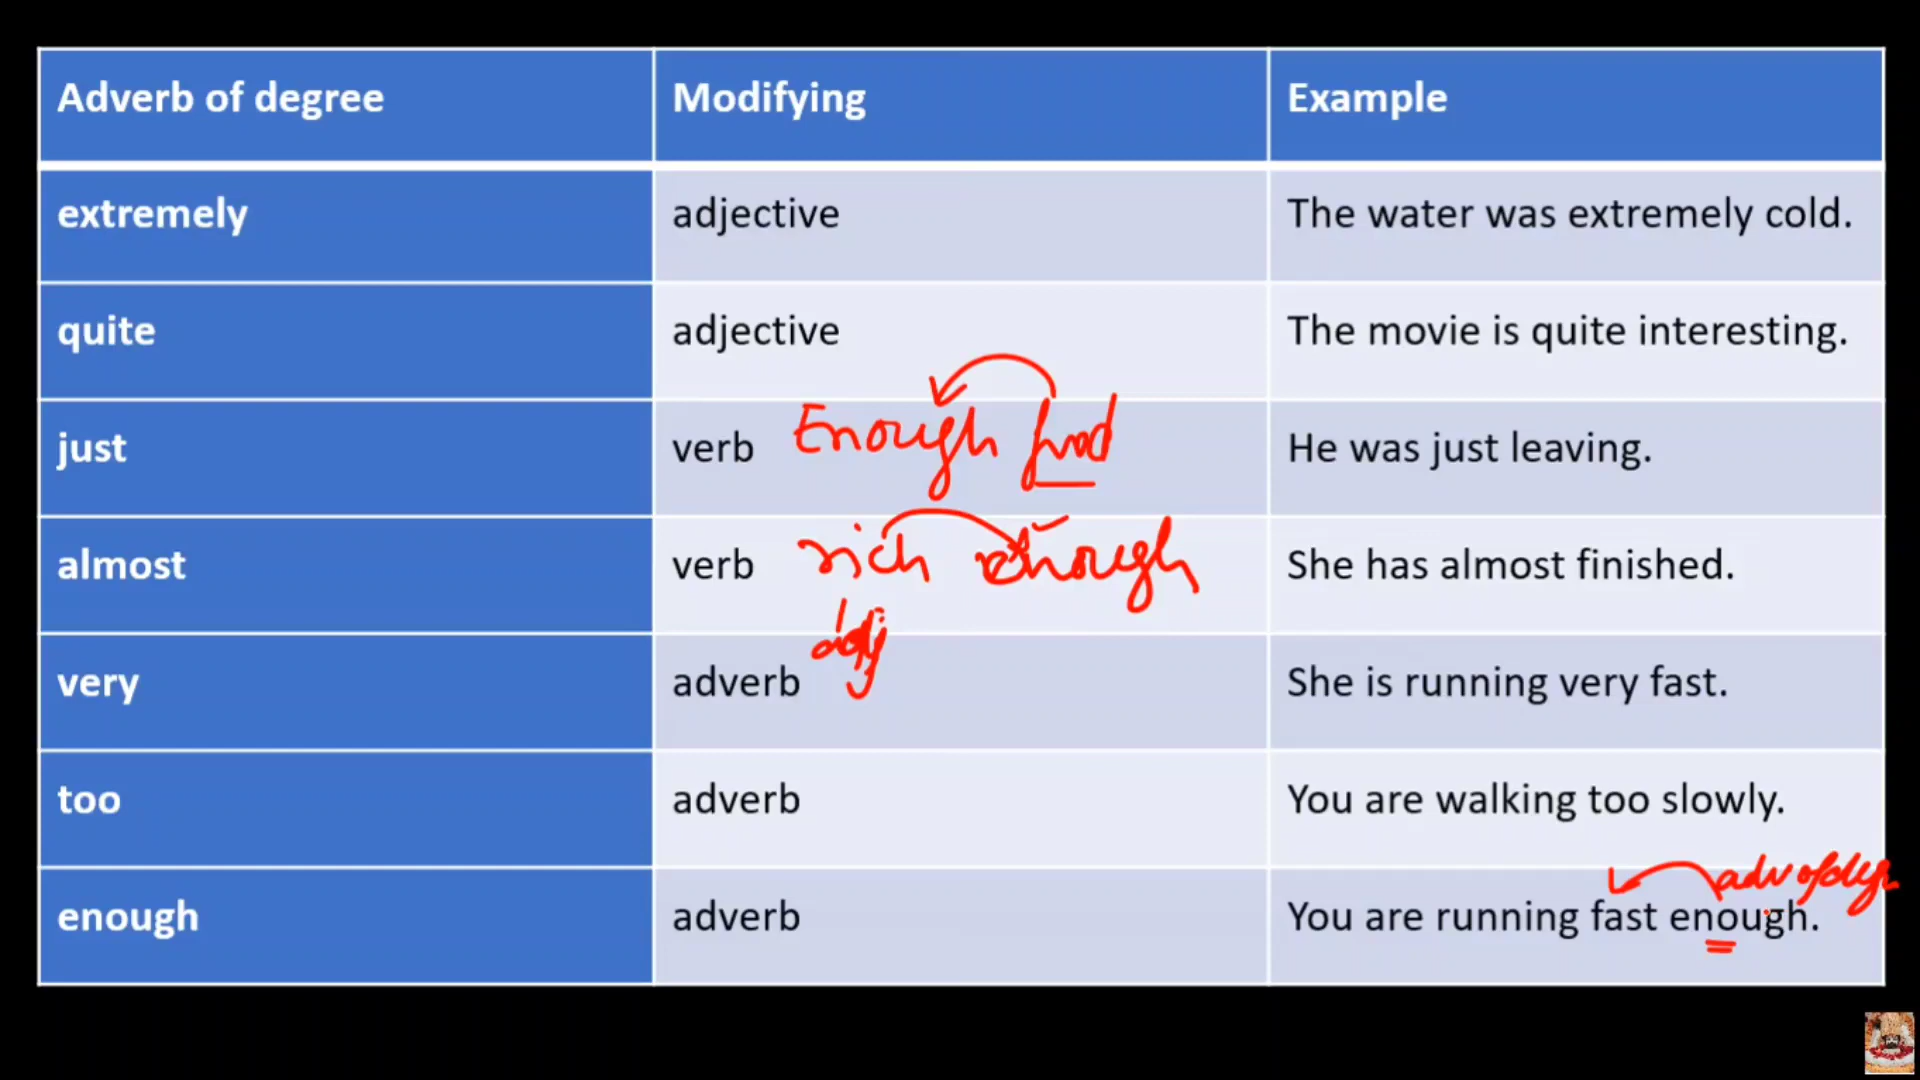 Adverb of degree Modifying Example
extremely adjective The water was extremely cold.
quite adjective The movie is quite interesting.
just verb Enough food He was just leaving.
almost verb rich enough She has almost finished.
adj
very adverb She is running very fast.
too adverb You are walking too slowly.
adv of
enough adverb You are running fast enough.